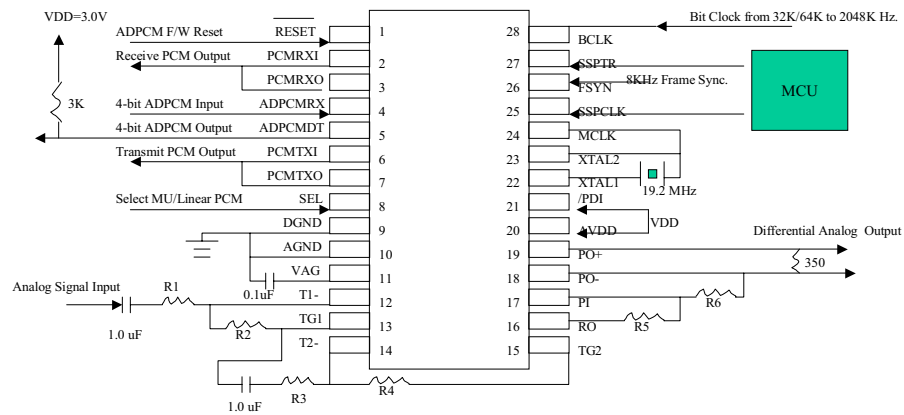 VDD=3.0V
Bit Clock from 32K/64K to 2048K Hz.
ADPCM F/W Reset RESET 1 28 BCLK
Receive PCM Output PCMRXI 2 27 SSPTR
PCMRXO 3 26 FSYN 8KHz Frame Sync.
MCU
3K
4-bit ADPCM Input ADPCMRX 4 25 SSPCLK
4-bit ADPCM Output ADPCMDT 5 24 MCLK
Transmit PCM Output PCMTXI 6 23 XTAL2
PCMTXO 7 22 XTAL1
19.2 MHz
Select MU/Linear PCM SEL 8 21 /PDI
VDD
DGND 9 20 AVDD
Differential Analog Output
AGND 10 19 PO+
350
VAG 11 18 PO-
0.1uF
Analog Signal Input R1 T1- 12 17 PI R6
1.0 uF
R2 TG1 13 16 RO R5
T2- 14 15 TG2
1.0 uF R3 R4